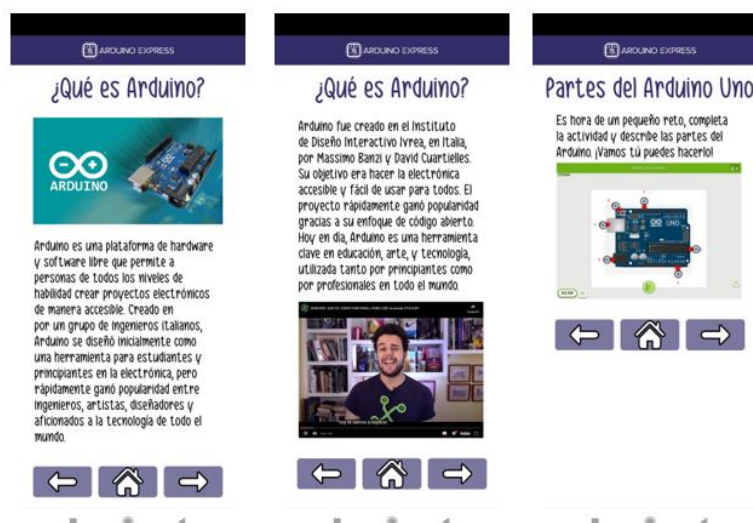 ARDUINO EXPRESS
¿Qué es Arduino?
ARDUINO
Arduino es una plataforma de hardware
y software libre que permite a
personas de todos los niveles de
habilidad crear proyectos electrónicos
de manera accesible. Creado en
por un grupo de ingenieros italianos,
Arduino se diseñó inicialmente como
una herramienta para estudiantes y
principiantes en la electrónica, pero
rápidamente ganó popularidad entre
ingenieros, artistas, diseñadores y
aficionados a la tecnología de todo el
mundo.
ARDUINO EXPRESS
¿Qué es Arduino?
Arduino fue creado en el Instituto
de Diseño Interactivo Ivrea, en Italia,
por Massimo Banzi y David Cuartielles.
Su objetivo era hacer la electrónica
accesible y fácil de usar para todos. El
proyecto rápidamente ganó popularidad
gracias a su enfoque de código abierto.
Hoy en día, Arduino es una herramienta
clave en educación, arte, y tecnología,
utilizada tanto por principiantes como
por profesionales en todo el mundo.
ARDUINO EXPRESS
Partes del Arduino Uno
Es hora de un pequeño reto, completa
la actividad y describe las partes del
Arduino ¡Vamos tú puedes hacerlo!
UNO